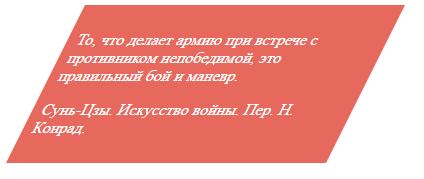 То, что делает армию при встрече с
противником непобедимой, это
правильный бой и маневр.
Сунь-Цзы. Искусство войны. Пер. Н.
Конрад.